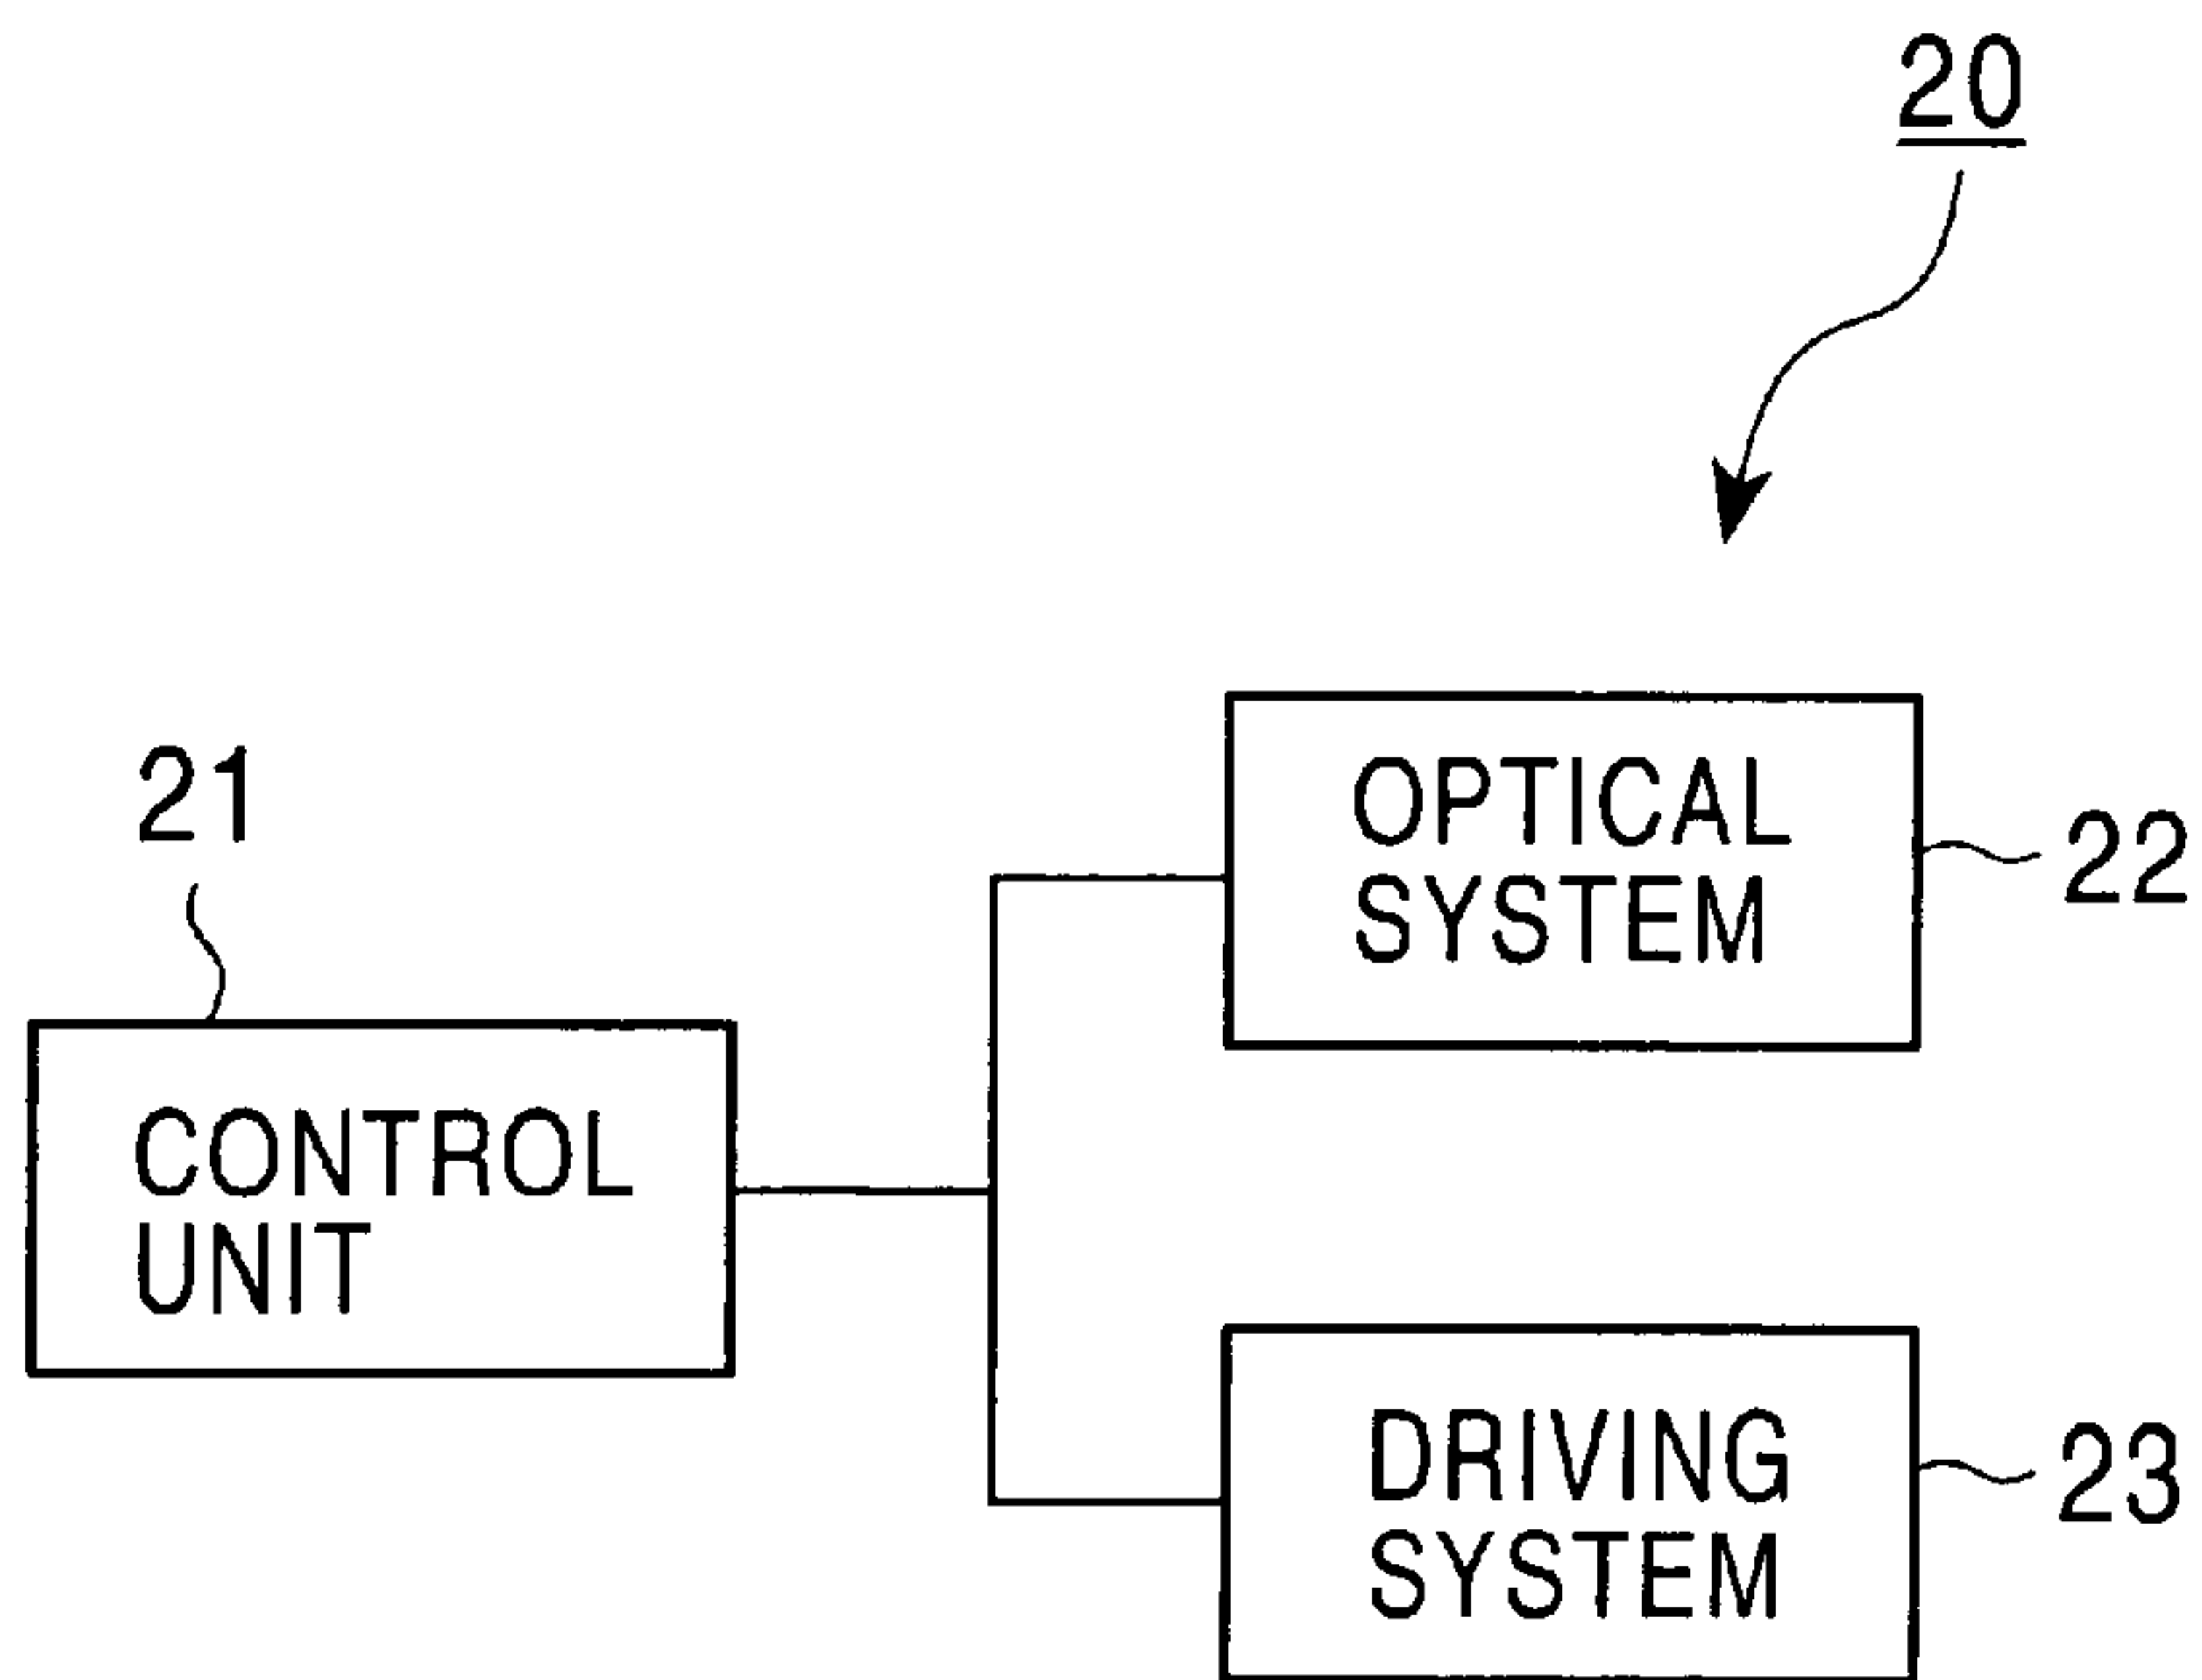 20
21
OPTICAL
SYSTEM
22
CONTROL
UNIT
DRIVING
SYSTEM
23